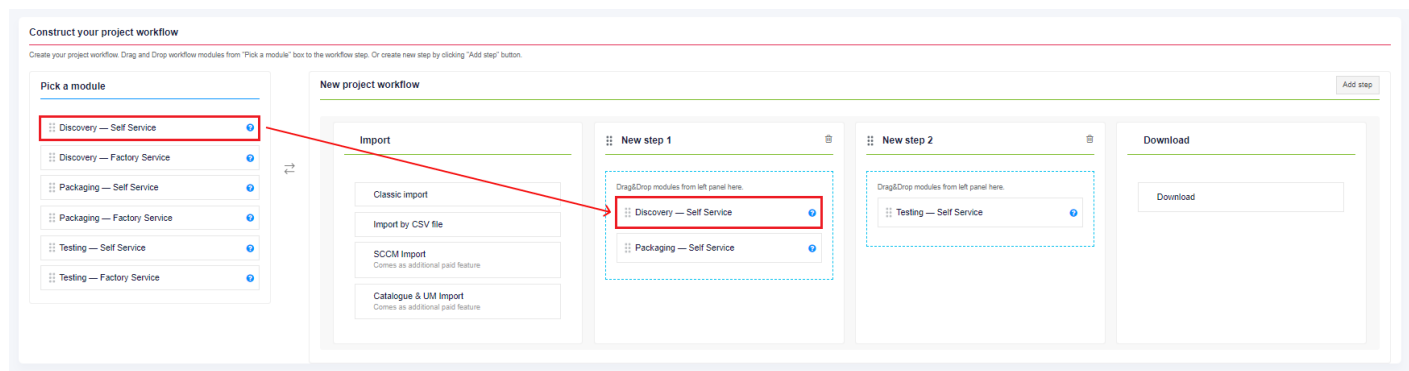 Construct your project workflow
Create your project workflow. Drag and Drop workflow modules from "Pick a module" box to the workflow step. Or create new step by clicking "Add step" button.
Pick a module
Discovery — Self Service
Discovery — Factory Service
Packaging — Self Service
Packaging — Factory Service
Testing — Self Service
Testing — Factory Service
New project workflow
Add step
Import
Classic import
Import by CSV file
SCCM Import
Comes as additional paid feature
Catalogue & UM Import
Comes as additional paid feature
New step 1
Drag&Drop modules from left panel here.
Discovery — Self Service
Packaging — Self Service
New step 2
Drag&Drop modules from left panel here.
Testing — Self Service
Download
Download